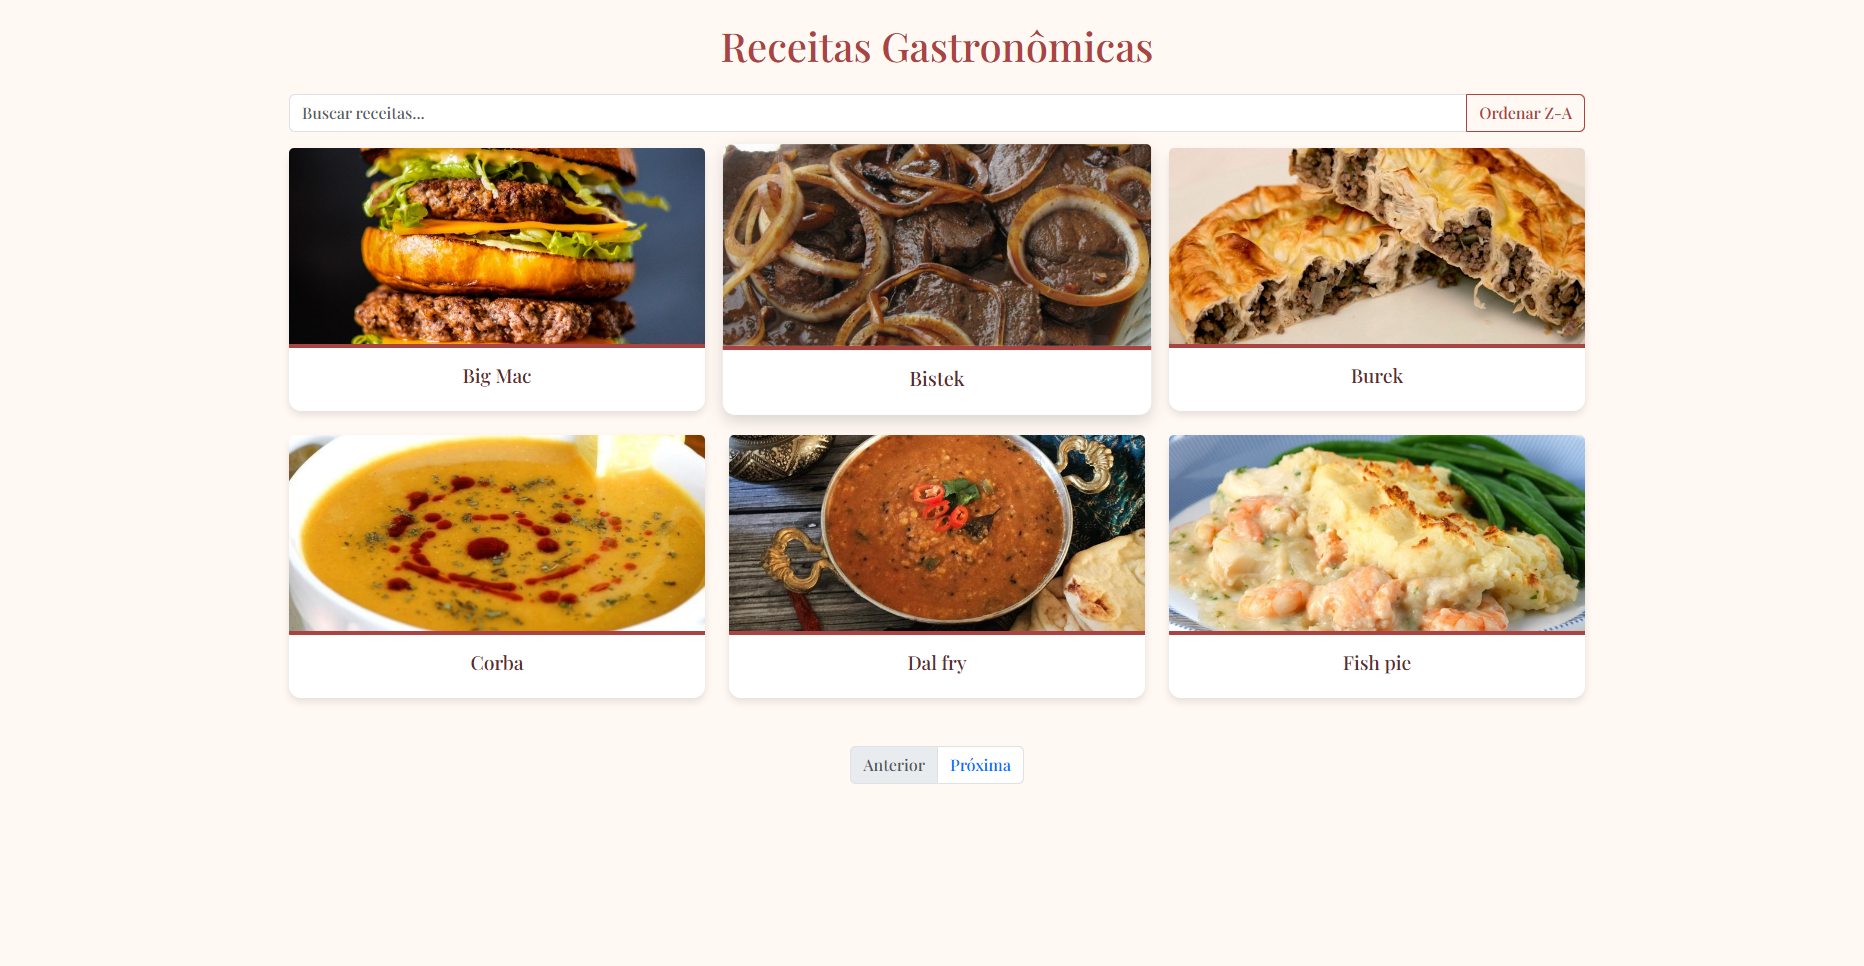 Receitas Gastronômicas
Buscar receitas...
Ordenar Z-A
Big Mac
Bistek
Burek
Corba
Dal fry
Fish pie
Anterior
Próxima